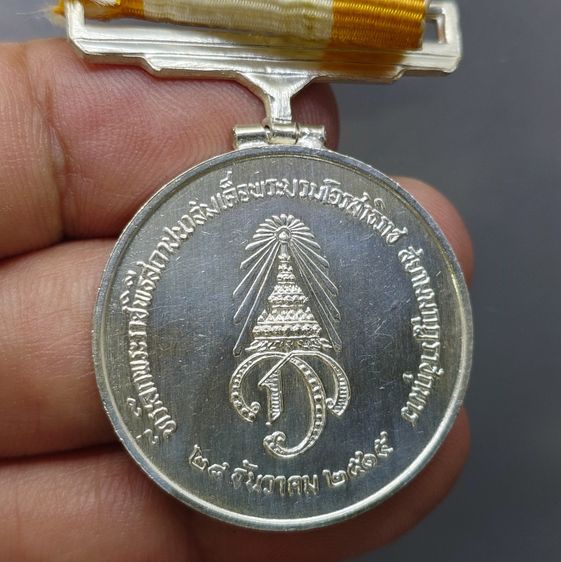 ที่ระลึกพระราชพิธีสถาปนาเฉลิมเดิ็จพระบรมโอรสาธิราช สยามมกุฎราชกุมาร
๒๘ ธันวาคม ๒๕๑๕